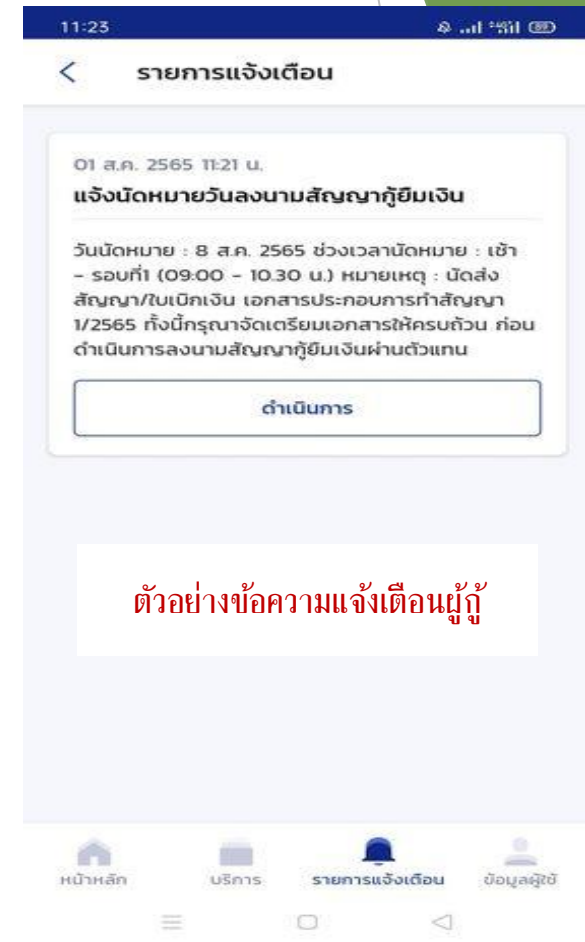 11:23
89
รายการแจ้งเตือน
01 ส.ค. 2565 11:21 น.
แจ้งนัดหมายวันลงนามสัญญากู้ยืมเงิน
วันนัดหมาย : 8 ส.ค. 2565 ช่วงเวลานัดหมาย : เช้า
- รอบที่1 (09:00 - 10.30 น.) หมายเหตุ : นัดส่ง
สัญญา/ใบเบิกเงิน เอกสารประกอบการทำสัญญา
1/2565 ทั้งนี้กรุณาจัดเตรียมเอกสารให้ครบถ้วน ก่อน
ดำเนินการลงนามสัญญากู้ยืมเงินผ่านตัวแทน
ดำเนินการ
ตัวอย่างข้อความแจ้งเตือนผู้กู้
หน้าหลัก บริการ รายการแจ้งเตือน ข้อมูลผู้ใช้